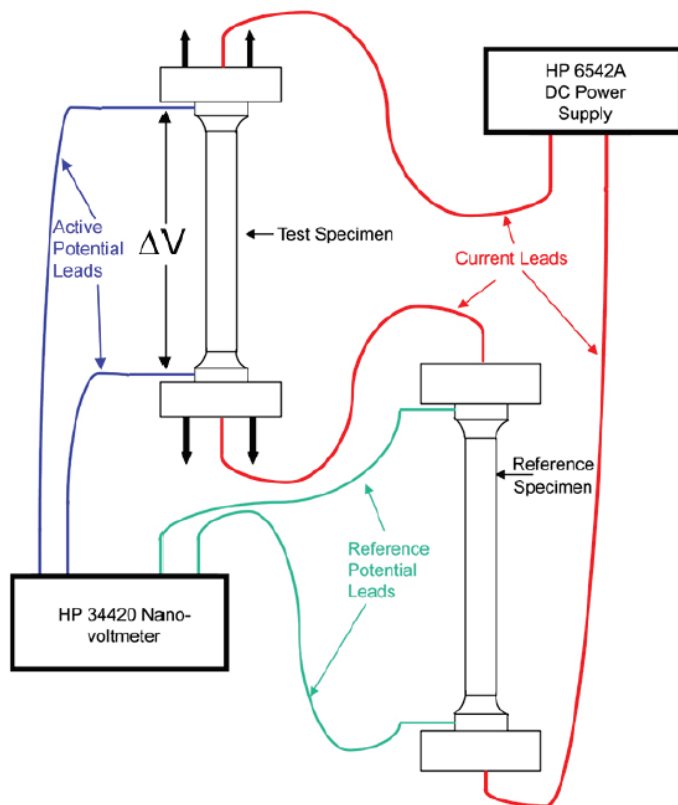 HP 6542A
DC Power
Supply
Active
Potential
Leads
ΔV
Test Specimen
Current Leads
Reference
Specimen
Reference
Potential
Leads
HP 34420 Nano-
voltmeter